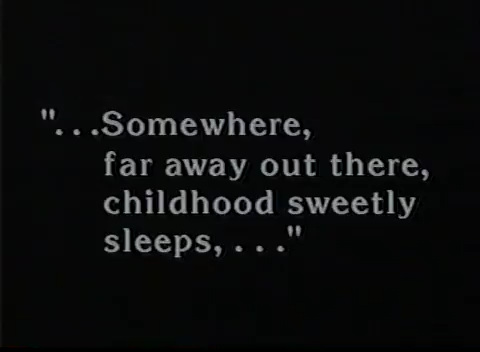 "...Somewhere,
far away out there,
childhood sweetly
sleeps, . . ."